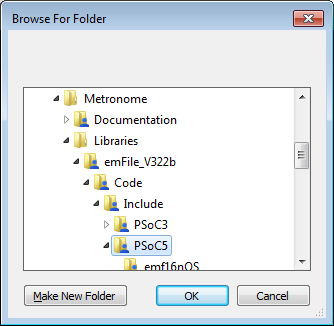 Browse For Folder
Metronome
Documentation
Libraries
emFile_V322b
Code
Include
PSoC3
PSoC5
emf16nOS
Make New Folder
OK
Cancel